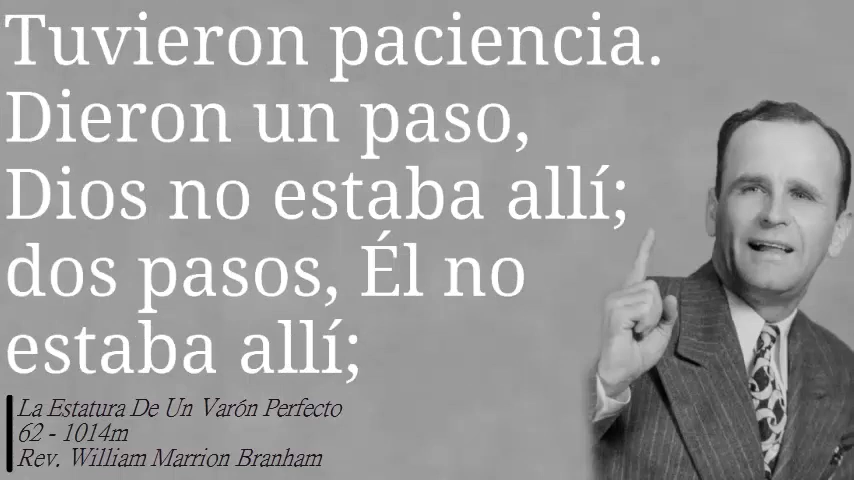 Tuvieron paciencia.
Dieron un paso,
Dios no estaba allí;
dos pasos, Él no
estaba allí;
La Estatura De Un Varón Perfecto
62 - 1014m
Rev. William Marrion Branham